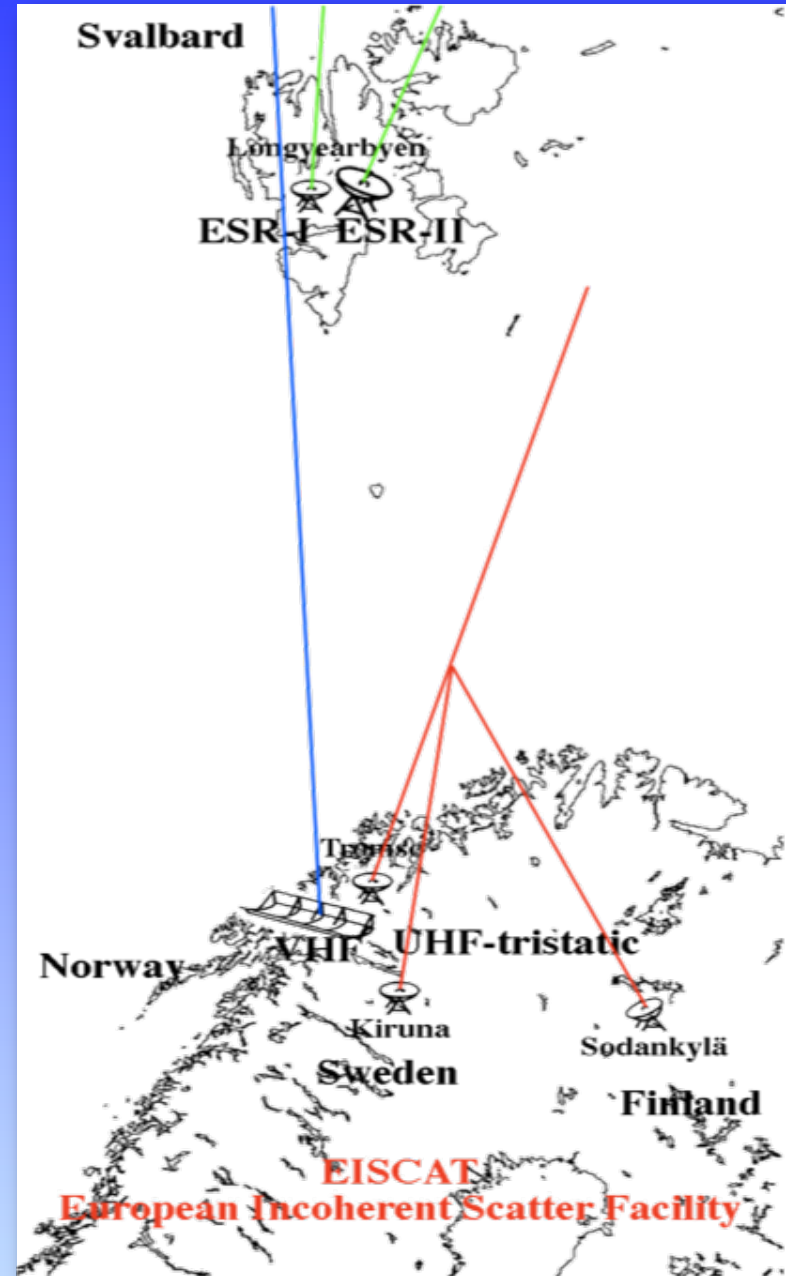 Svalbard
Longyearbyen
ESR-I ESR-II
Tromsø
VHF
UHF-tristatic
Norway
Kiruna
Sodankylä
Sweden
Finland
EISCAT
European Incoherent Scatter Facility